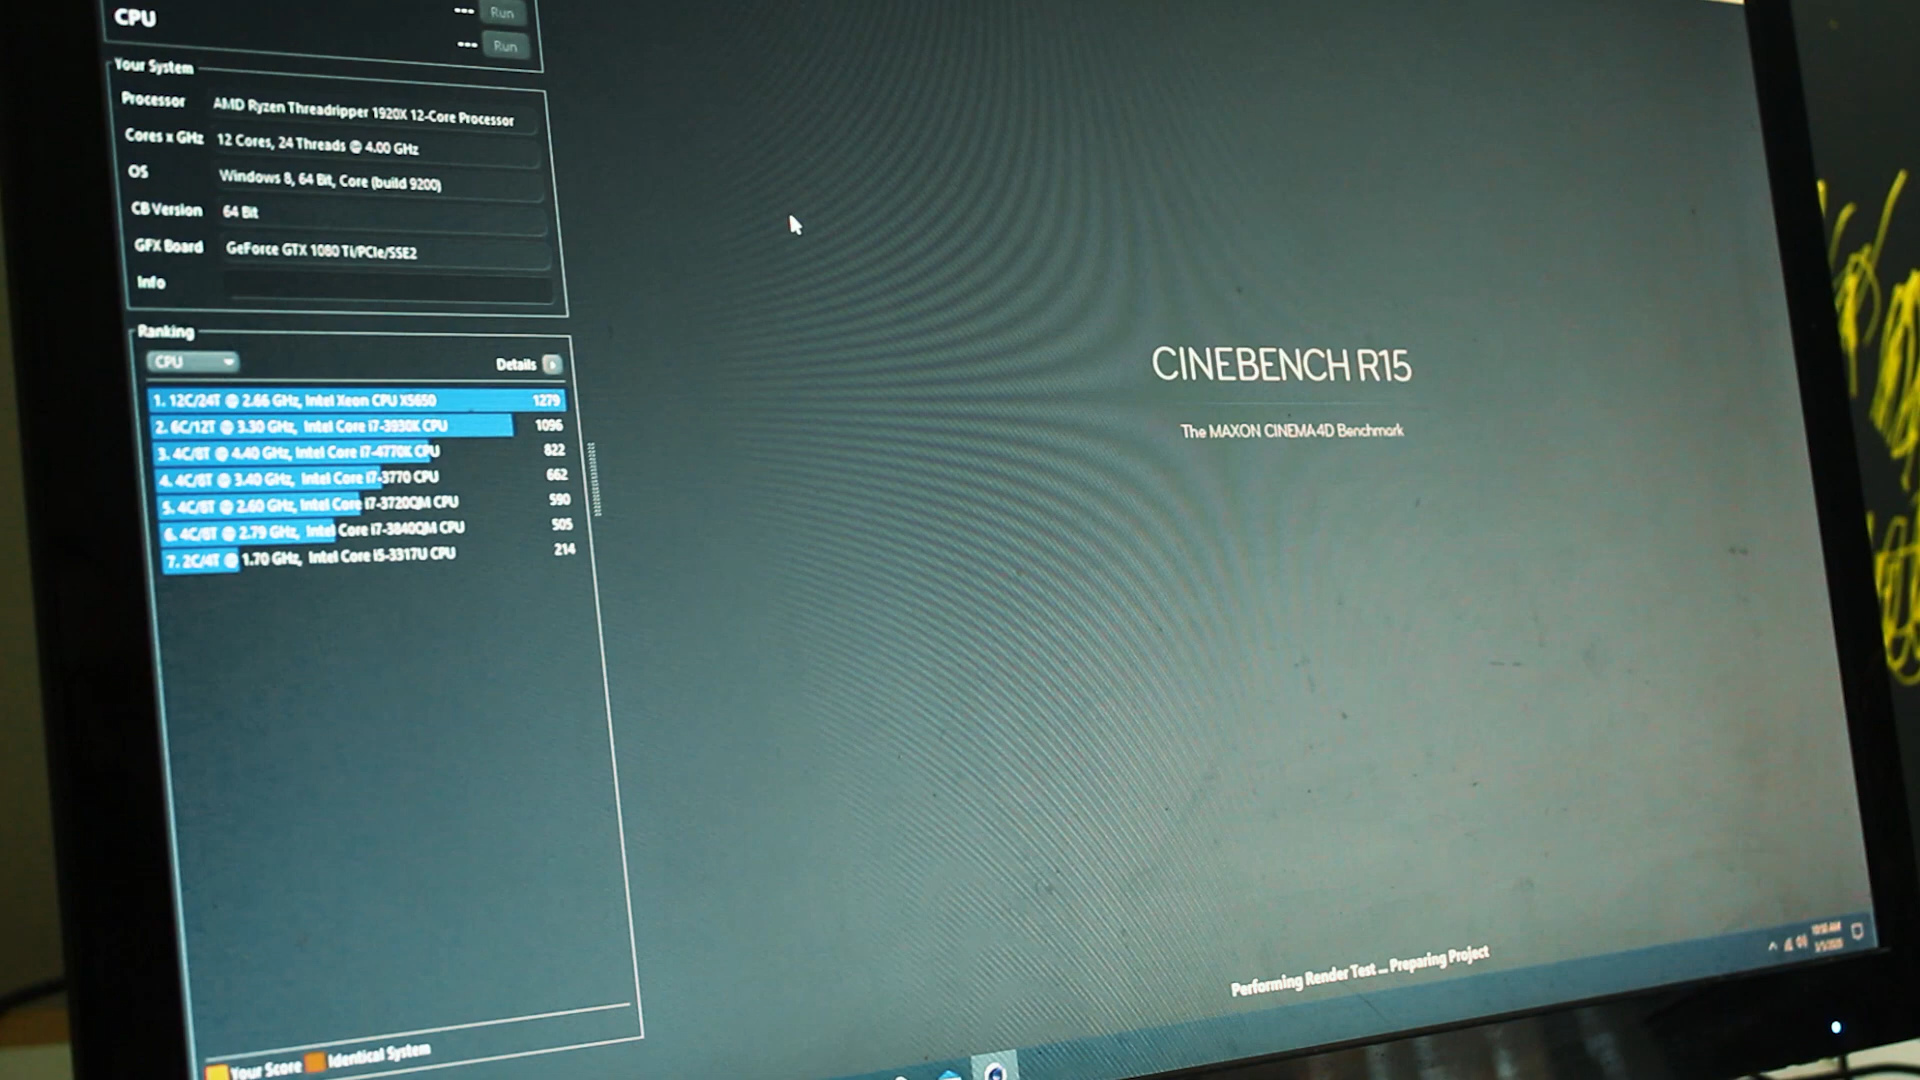 CPU
--- Run
--- Run
Your System
Processor AMD Ryzen Threadripper 1920X 12-Core Processor
Cores x GHz 12 Cores, 24 Threads @ 4.00 GHz
OS Windows 8, 64 Bit, Core (build 9200)
CB Version 64 Bit
GFX Board GeForce GTX 1080 Ti/PCIe/SSE2
Info
Ranking
CPU Details
1. 12C/24T @ 2.66 GHz, Intel Xeon CPU X5650 1279
2. 6C/12T @ 3.30 GHz, Intel Core i7-3930K CPU 1096
3. 4C/8T @ 4.40 GHz, Intel Core i7-4770K CPU 822
4. 4C/8T @ 3.40 GHz, Intel Core i7-3770 CPU 662
5. 4C/8T @ 2.60 GHz, Intel Core i7-3720QM CPU 590
6. 4C/8T @ 2.79 GHz, Intel Core i7-3840QM CPU 505
7. 2C/4T @ 1.70 GHz, Intel Core i5-3317U CPU 214
Your Score Identical System
CINEBENCH R15
The MAXON CINEMA 4D Benchmark
Performing Render Test ... Preparing Project